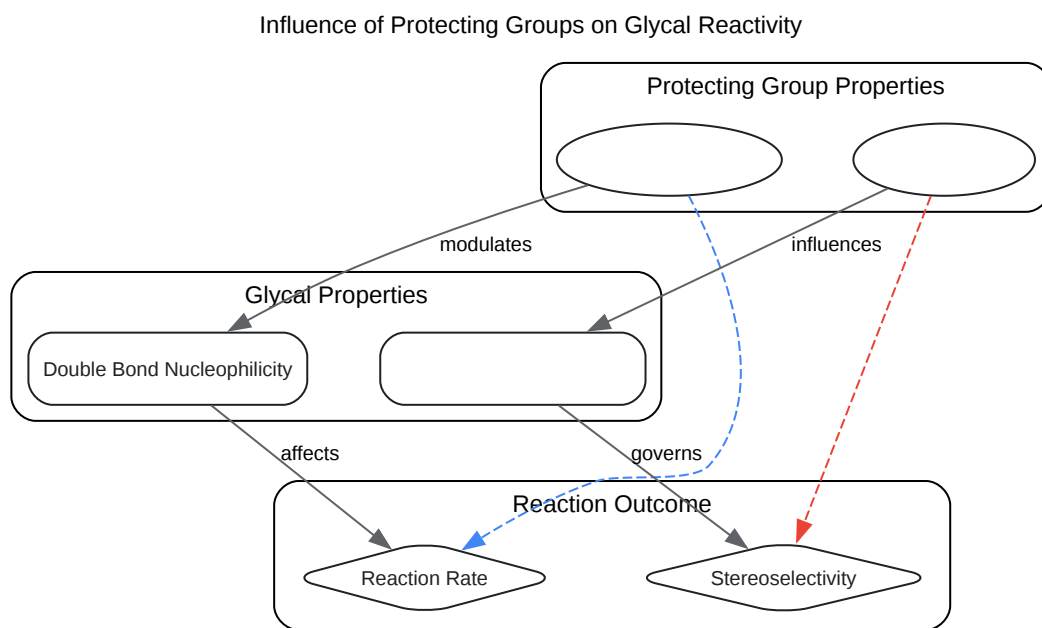 Influence of Protecting Groups on Glycal Reactivity
Protecting Group Properties
modulates
influences
Glycal Properties
Double Bond Nucleophilicity
affects
governs
Reaction Outcome
Reaction Rate
Stereoselectivity